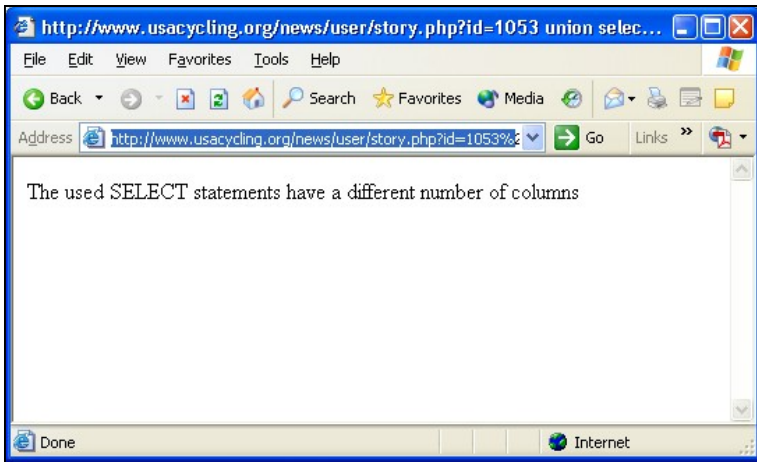 http://www.usacycling.org/news/user/story.php?id=1053 union selec...
File Edit View Favorites Tools Help
Back Search Favorites Media
Address http://www.usacycling.org/news/user/story.php?id=1053%2 Go Links »
The used SELECT statements have a different number of columns
Done Internet